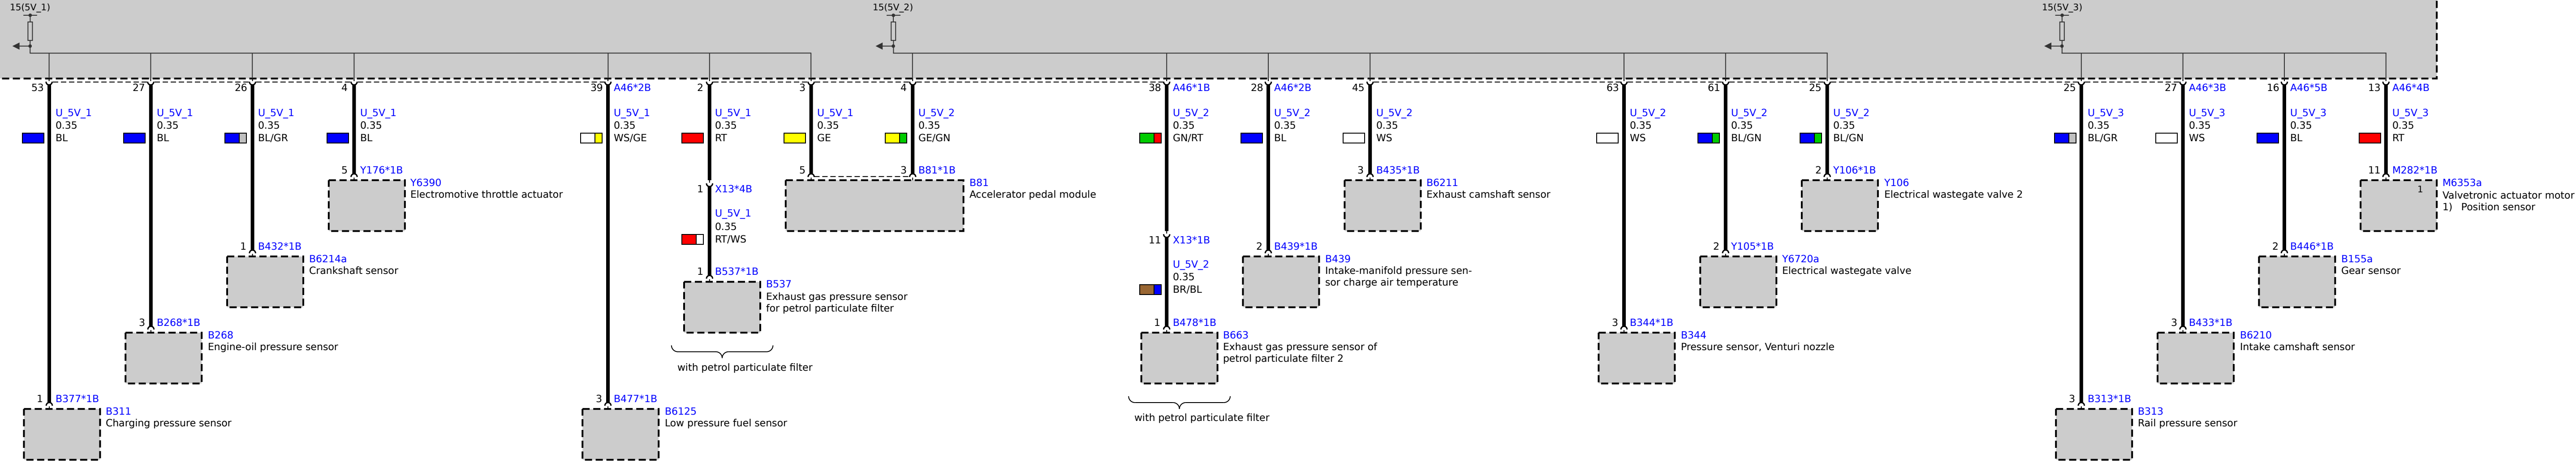 15(5V_1)
15(5V_2)
15(5V_3)
53
27
26
4
39
A46*2B
2
3
4
38
A46*1B
28
A46*2B
45
63
61
25
25
27
A46*3B
16
A46*5B
13
A46*4B
U_5V_1
0.35
BL
U_5V_1
0.35
BL
U_5V_1
0.35
BL/GR
U_5V_1
0.35
BL
U_5V_1
0.35
WS/GE
U_5V_1
0.35
RT
U_5V_1
0.35
GE
U_5V_2
0.35
GE/GN
U_5V_2
0.35
GN/RT
U_5V_2
0.35
BL
U_5V_2
0.35
WS
U_5V_2
0.35
WS
U_5V_2
0.35
BL/GN
U_5V_2
0.35
BL/GN
U_5V_3
0.35
BL/GR
U_5V_3
0.35
WS
U_5V_3
0.35
BL
U_5V_3
0.35
RT
5 Y176*1B
Y6390
Electromotive throttle actuator
1 X13*4B
U_5V_1
0.35
RT/WS
5
3 B81*1B
B81
Accelerator pedal module
3 B435*1B
B6211
Exhaust camshaft sensor
2 Y106*1B
Y106
Electrical wastegate valve 2
11 M282*1B
1
M6353a
Valvetronic actuator motor
1) Position sensor
1 B432*1B
B6214a
Crankshaft sensor
1 B537*1B
B537
Exhaust gas pressure sensor
for petrol particulate filter
with petrol particulate filter
11 X13*1B
U_5V_2
0.35
BR/BL
2 B439*1B
B439
Intake-manifold pressure sen-
sor charge air temperature
2 Y105*1B
Y6720a
Electrical wastegate valve
2 B446*1B
B155a
Gear sensor
3 B268*1B
B268
Engine-oil pressure sensor
1 B478*1B
B663
Exhaust gas pressure sensor of
petrol particulate filter 2
with petrol particulate filter
3 B344*1B
B344
Pressure sensor, Venturi nozzle
3 B433*1B
B6210
Intake camshaft sensor
1 B377*1B
B311
Charging pressure sensor
3 B477*1B
B6125
Low pressure fuel sensor
3 B313*1B
B313
Rail pressure sensor